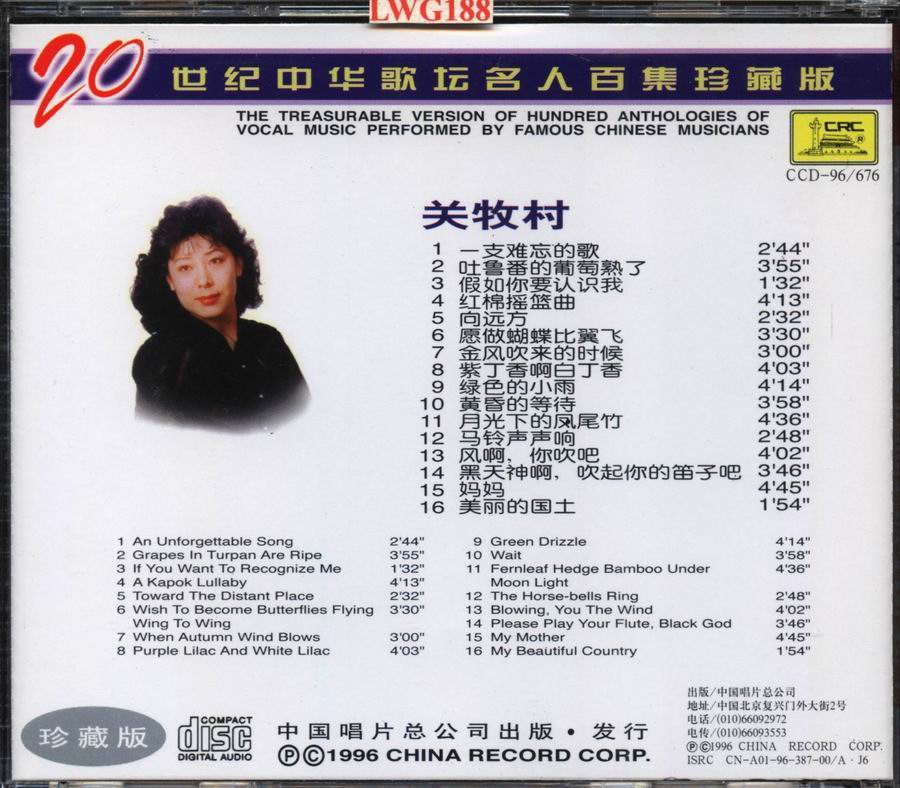 LWG188
20世纪中华歌坛名人百集珍藏版
THE TREASURABLE VERSION OF HUNDRED ANTHOLOGIES OF
VOCAL MUSIC PERFORMED BY FAMOUS CHINESE MUSICIANS
CRC
®
CCD-96/676
关牧村
1 一支难忘的歌 2'44"
2 吐鲁番的葡萄熟了 3'55"
3 假如你要认识我 1'32"
4 红棉摇篮曲 4'13"
5 向远方 2'32"
6 愿做蝴蝶比翼飞 3'30"
7 金风吹来的时候 3'00"
8 紫丁香啊白丁香 4'03"
9 绿色的小雨 4'14"
10 黄昏的等待 3'58"
11 月光下的凤尾竹 4'36"
12 马铃声声响 2'48"
13 风啊，你吹吧 4'02"
14 黑天神啊，吹起你的笛子吧 3'46"
15 妈妈 4'45"
16 美丽的国土 1'54"
1 An Unforgettable Song 2'44"
2 Grapes In Turpan Are Ripe 3'55"
3 If You Want To Recognize Me 1'32"
4 A Kapok Lullaby 4'13"
5 Toward The Distant Place 2'32"
6 Wish To Become Butterflies Flying 3'30"
Wing To Wing
7 When Autumn Wind Blows 3'00"
8 Purple Lilac And White Lilac 4'03"
9 Green Drizzle 4'14"
10 Wait 3'58"
11 Fernleaf Hedge Bamboo Under 4'36"
Moon Light
12 The Horse-bells Ring 2'48"
13 Blowing, You The Wind 4'02"
14 Please Play Your Flute, Black God 3'46"
15 My Mother 4'45"
16 My Beautiful Country 1'54"
珍藏版
COMPACT
disc
DIGITAL AUDIO
中国唱片总公司出版·发行
Ⓟ©1996 CHINA RECORD CORP.
出版/中国唱片总公司
地址/中国北京复兴门外大街2号
电话/(010)66092972
电传/(010)66093553
Ⓟ©1996 CHINA RECORD CORP.
ISRC CN-A01-96-387-00/A·J6